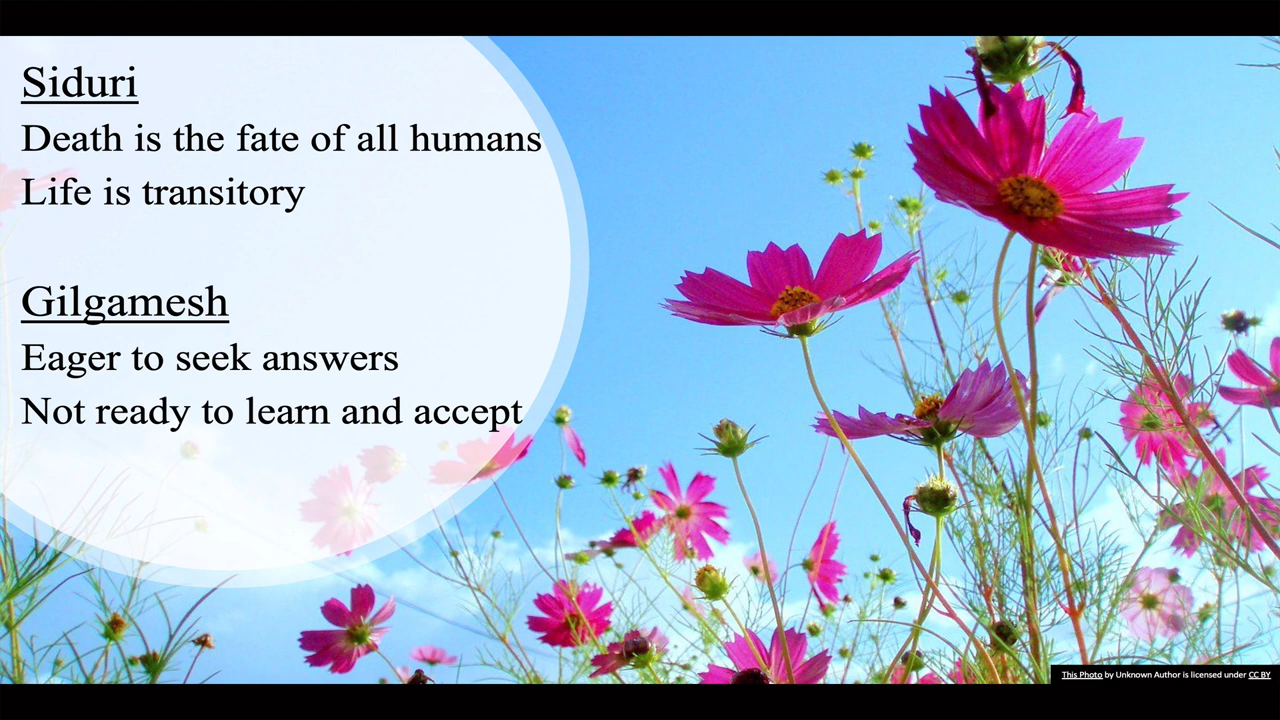 Siduri
Death is the fate of all humans
Life is transitory
Gilgamesh
Eager to seek answers
Not ready to learn and accept
This Photo by Unknown Author is licensed under CC BY